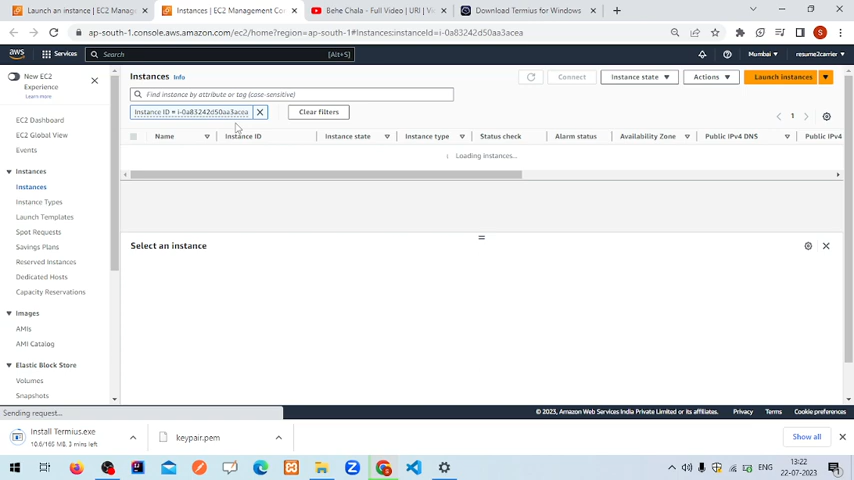 Launch an instance | EC2 Manag
Instances | EC2 Management Co
Behe Chala - Full Video | URI | Vi
Download Termius for Windows
ap-south-1.console.aws.amazon.com/ec2/home?region=ap-south-1#Instances:instanceId=i-0a83242d50aa3acea
S
aws
Services
Search
[Alt+S]
Mumbai
resume2carrier
New EC2
Experience
Learn more
EC2 Dashboard
EC2 Global View
Events
Instances
Instances
Instance Types
Launch Templates
Spot Requests
Savings Plans
Reserved Instances
Dedicated Hosts
Capacity Reservations
Images
AMIs
AMI Catalog
Elastic Block Store
Volumes
Snapshots
Instances Info
Connect
Instance state
Actions
Launch instances
Find instance by attribute or tag (case-sensitive)
Instance ID = i-0a83242d50aa3acea
Clear filters
1
Name Instance ID Instance state Instance type Status check Alarm status Availability Zone Public IPv4 DNS Public IPv4
Loading instances...
Select an instance
© 2023, Amazon Web Services India Private Limited or its affiliates. Privacy Terms Cookie preferences
Sending request...
Install Termius.exe
10.6/165 MB, 3 mins left
keypair.pem
Show all
ENG
13:22
22-07-2023